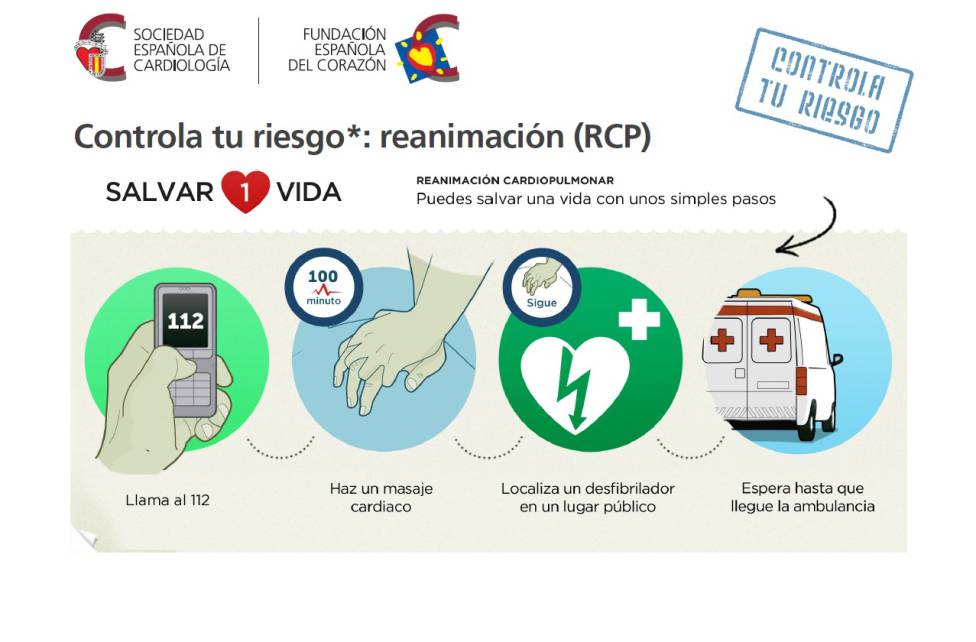 SOCIEDAD
ESPAÑOLA DE
CARDIOLOGÍA
FUNDACIÓN
ESPAÑOLA
DEL CORAZÓN
CONTROLA
TU RIESGO
Controla tu riesgo*: reanimación (RCP)
SALVAR 1 VIDA
REANIMACIÓN CARDIOPULMONAR
Puedes salvar una vida con unos simples pasos
112
100
minuto
Sigue
Llama al 112
Haz un masaje
cardiaco
Localiza un desfibrilador
en un lugar público
Espera hasta que
llegue la ambulancia